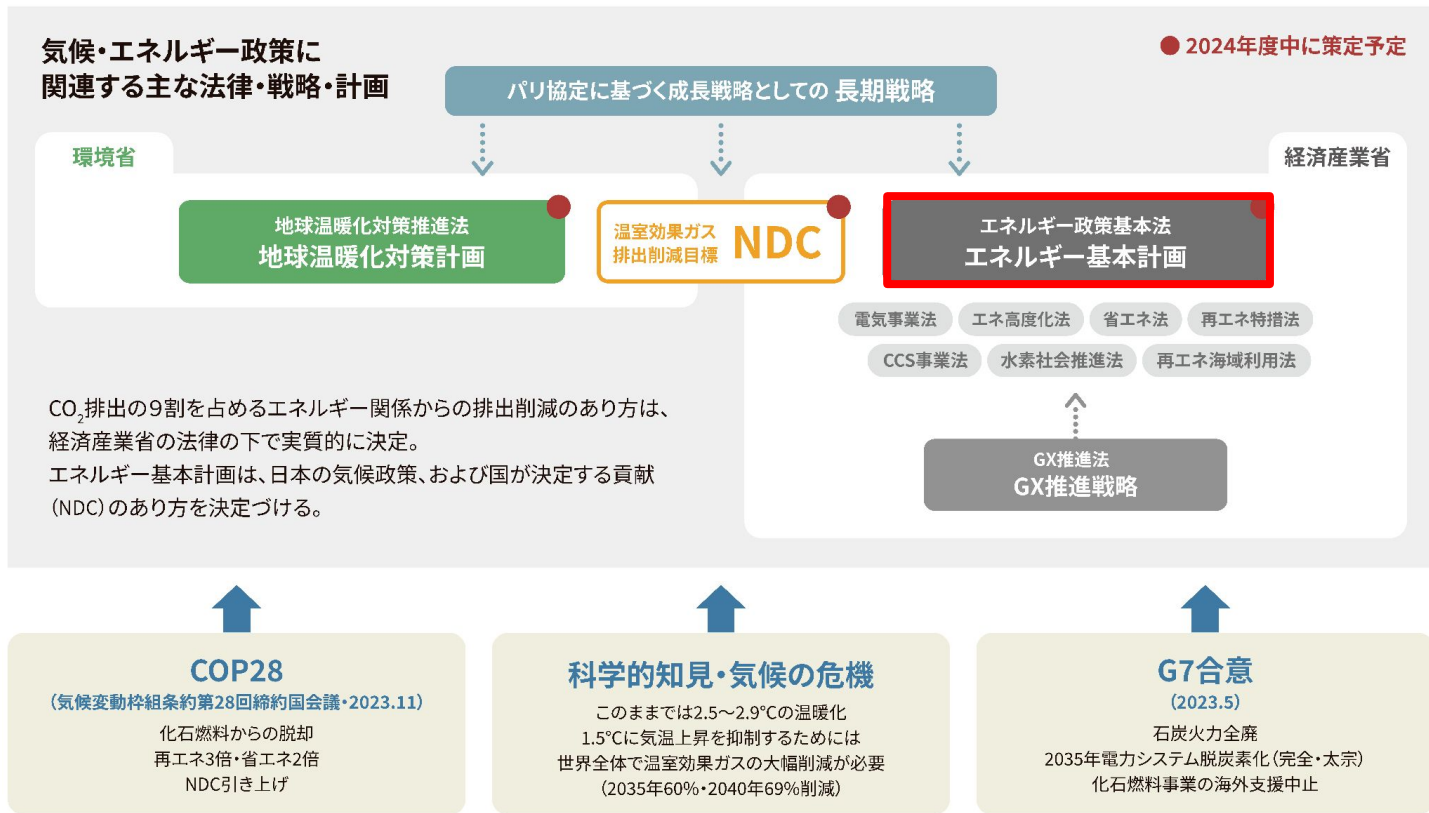 気候・エネルギー政策に
関連する主な法律・戦略・計画
● 2024年度中に策定予定
パリ協定に基づく成長戦略としての 長期戦略
環境省
経済産業省
地球温暖化対策推進法
地球温暖化対策計画
温室効果ガス
排出削減目標
NDC
エネルギー政策基本法
エネルギー基本計画
電気事業法
エネ高度化法
省エネ法
再エネ特措法
CCS事業法
水素社会推進法
再エネ海域利用法
GX推進法
GX推進戦略
CO₂排出の9割を占めるエネルギー関係からの排出削減のあり方は、
経済産業省の法律の下で実質的に決定。
エネルギー基本計画は、日本の気候政策、および国が決定する貢献
(NDC)のあり方を決定づける。
COP28
(気候変動枠組条約第28回締約国会議・2023.11)
化石燃料からの脱却
再エネ3倍・省エネ2倍
NDC引き上げ
科学的知見・気候の危機
このままでは2.5～2.9℃の温暖化
1.5℃に気温上昇を抑制するためには
世界全体で温室効果ガスの大幅削減が必要
(2035年60%・2040年69%削減)
G7合意
(2023.5)
石炭火力全廃
2035年電力システム脱炭素化(完全・太宗)
化石燃料事業の海外支援中止